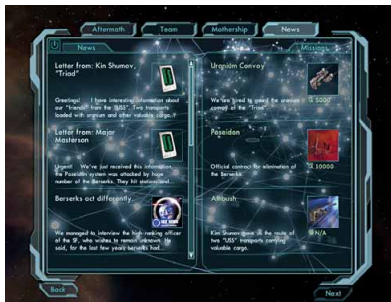 Aftermath
Team
Mothership
News
News
Missions
Letter from: Kin Shumov,
"Triad"
Greetings! I have interesting information about
our "friends" from the "USS". Two transports
loaded with uranium and other valuable cargo..?
Letter from: Major
Masterson
Urgent! We've just received this information,
the Poseidon system was attacked by huge
number of the Berserks. They hit stations and...
Berserks act differently
We managed to interview the high-ranking officer
of the SF, who wishes to remain unknown. He
said, for the last few years berserks had...
Uranium Convoy
We are hired to guard the uranium
convoy of the "Triad".
5000
Poseidon
Official contract for elimination of
the Berserks.
10000
Ambush
Kin Shumov gave us the route of
two "USS" transports carrying
valuable cargo.
N/A
Back
Next